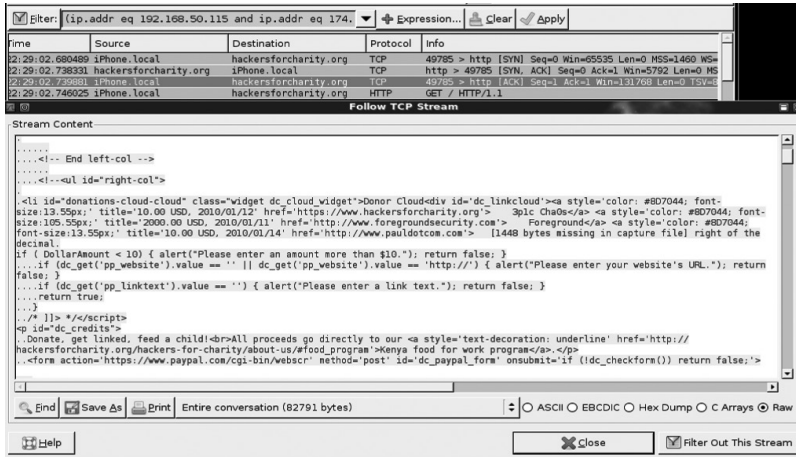 Filter: (ip.addr eq 192.168.50.115 and ip.addr eq 174. Expression... Clear Apply
Time Source Destination Protocol Info
22:29:02.680489 iPhone.local hackersforcharity.org TCP 49785 > http [SYN] Seq=0 Win=65535 Len=0 MSS=1460 WS=
22:29:02.738331 hackersforcharity.org iPhone.local TCP http > 49785 [SYN, ACK] Seq=0 Ack=1 Win=5792 Len=0 MS
22:29:02.739881 iPhone.local hackersforcharity.org TCP 49785 > http [ACK] Seq=1 Ack=1 Win=131768 Len=0 TSV=
22:29:02.746025 iPhone.local hackersforcharity.org HTTP GET / HTTP/1.1
Follow TCP Stream
Stream Content
.
......
....<!-- End left-col -->
......
......
....<!--<ul id="right-col">
.<li id="donations-cloud-cloud" class="widget dc_cloud_widget">Donor Cloud<div id='dc_linkcloud'><a style='color: #8D7044; font-
size:13.55px;' title='10.00 USD, 2010/01/12' href='https://www.hackersforcharity.org'> 3p1c Cha0s</a> <a style='color: #8D7044; font-
size:105.55px;' title='2000.00 USD, 2010/01/11' href='http://www.foregroundsecurity.com'> Foreground</a> <a style='color: #8D7044;
font-size:13.55px;' title='10.00 USD, 2010/01/14' href='http://www.pauldotcom.com'> [1448 bytes missing in capture file] right of the
decimal.
if ( DollarAmount < 10) { alert("Please enter an amount more than $10."); return false; }
....if (dc_get('pp_website').value == '' || dc_get('pp_website').value == 'http://') { alert("Please enter your website's URL."); return
false; }
....if (dc_get('pp_linktext').value == '') { alert("Please enter a link text."); return false; }
....return true;
...}
../* ]]> */</script>
<p id="dc_credits">
..Donate, get linked, feed a child!<br>All proceeds go directly to our <a style='text-decoration: underline' href='http://
hackersforcharity.org/hackers-for-charity/about-us/#food_program'>Kenya food for work program</a>.</p>
..<form action='https://www.paypal.com/cgi-bin/webscr' method='post' id='dc_paypal_form' onsubmit='if (!dc_checkform()) return false;'>
Find Save As Print Entire conversation (82791 bytes) ASCII EBCDIC Hex Dump C Arrays Raw
Help Close Filter Out This Stream